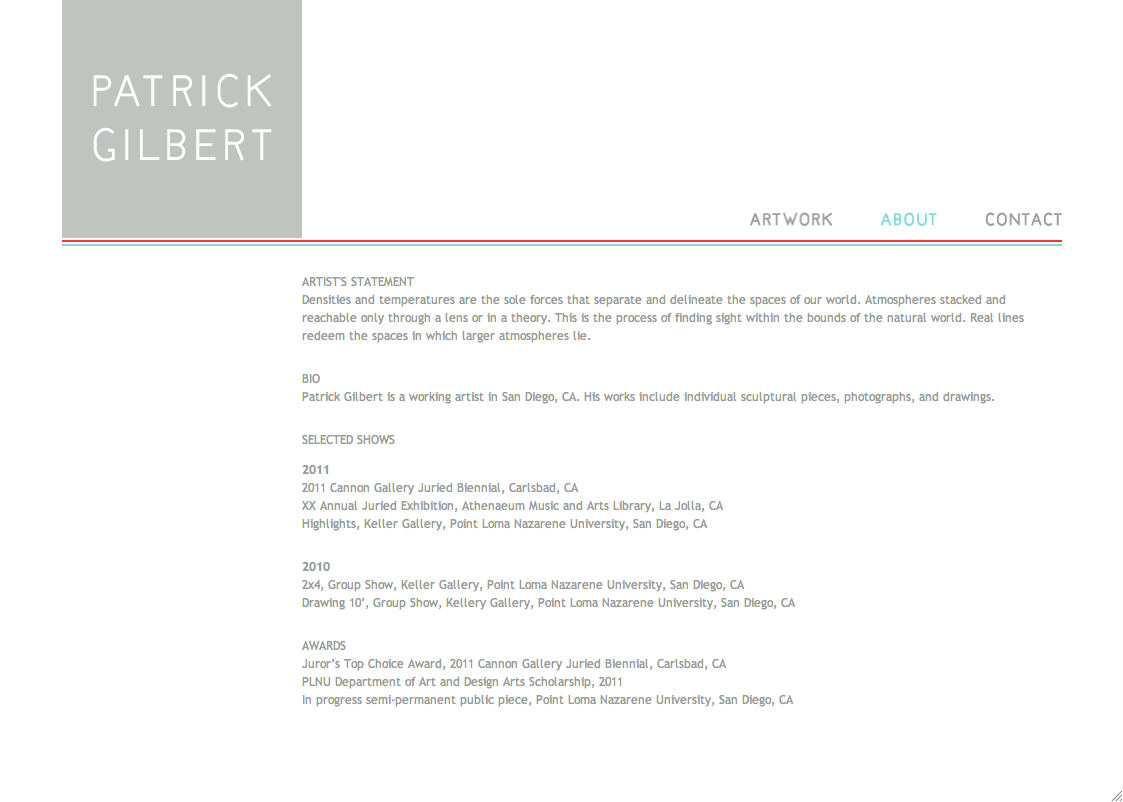 PATRICK
GILBERT
ARTWORK ABOUT CONTACT
ARTIST'S STATEMENT
Densities and temperatures are the sole forces that separate and delineate the spaces of our world. Atmospheres stacked and
reachable only through a lens or in a theory. This is the process of finding sight within the bounds of the natural world. Real lines
redeem the spaces in which larger atmospheres lie.
BIO
Patrick Gilbert is a working artist in San Diego, CA. His works include individual sculptural pieces, photographs, and drawings.
SELECTED SHOWS
2011
2011 Cannon Gallery Juried Biennial, Carlsbad, CA
XX Annual Juried Exhibition, Athenaeum Music and Arts Library, La Jolla, CA
Highlights, Keller Gallery, Point Loma Nazarene University, San Diego, CA
2010
2x4, Group Show, Keller Gallery, Point Loma Nazarene University, San Diego, CA
Drawing 10’, Group Show, Kellery Gallery, Point Loma Nazarene University, San Diego, CA
AWARDS
Juror’s Top Choice Award, 2011 Cannon Gallery Juried Biennial, Carlsbad, CA
PLNU Department of Art and Design Arts Scholarship, 2011
In progress semi-permanent public piece, Point Loma Nazarene University, San Diego, CA